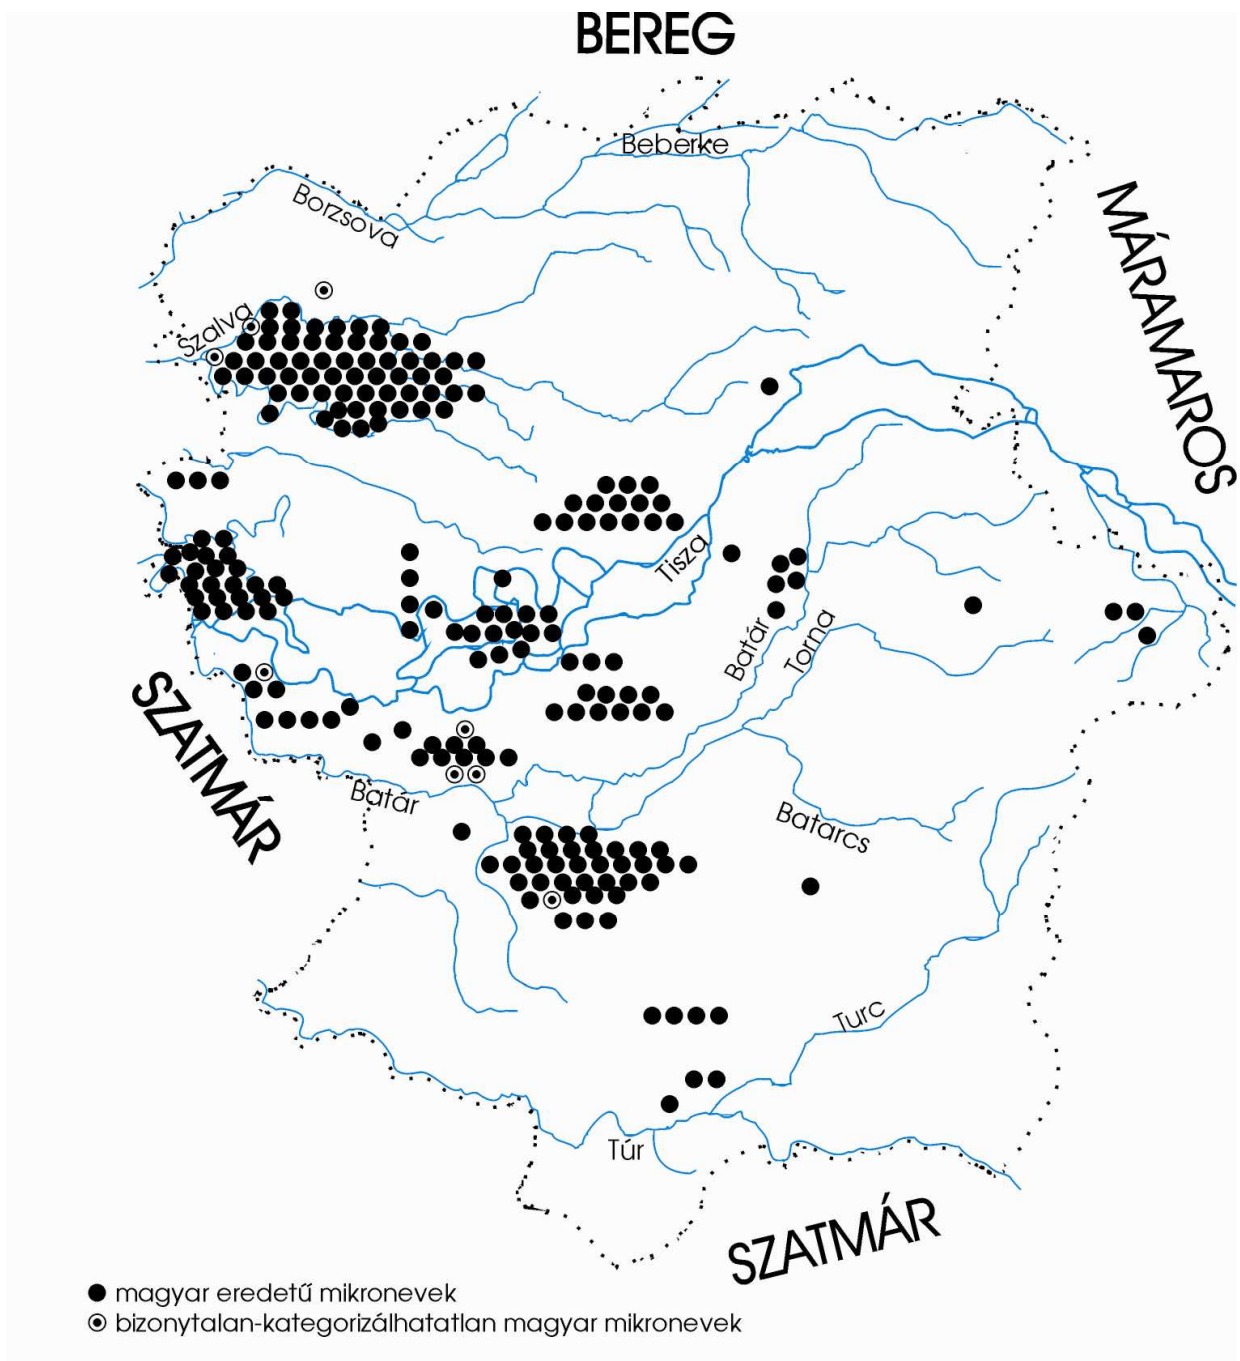 BEREG
Beberke
Borzsova
MÁRAMAROS
Szalva
Tisza
Batár
Torna
SZATMÁR
Batár
Batarcs
Turc
Túr
SZATMÁR
magyar eredetű mikronevek
bizonytalan-kategorizálhatatlan magyar mikronevek